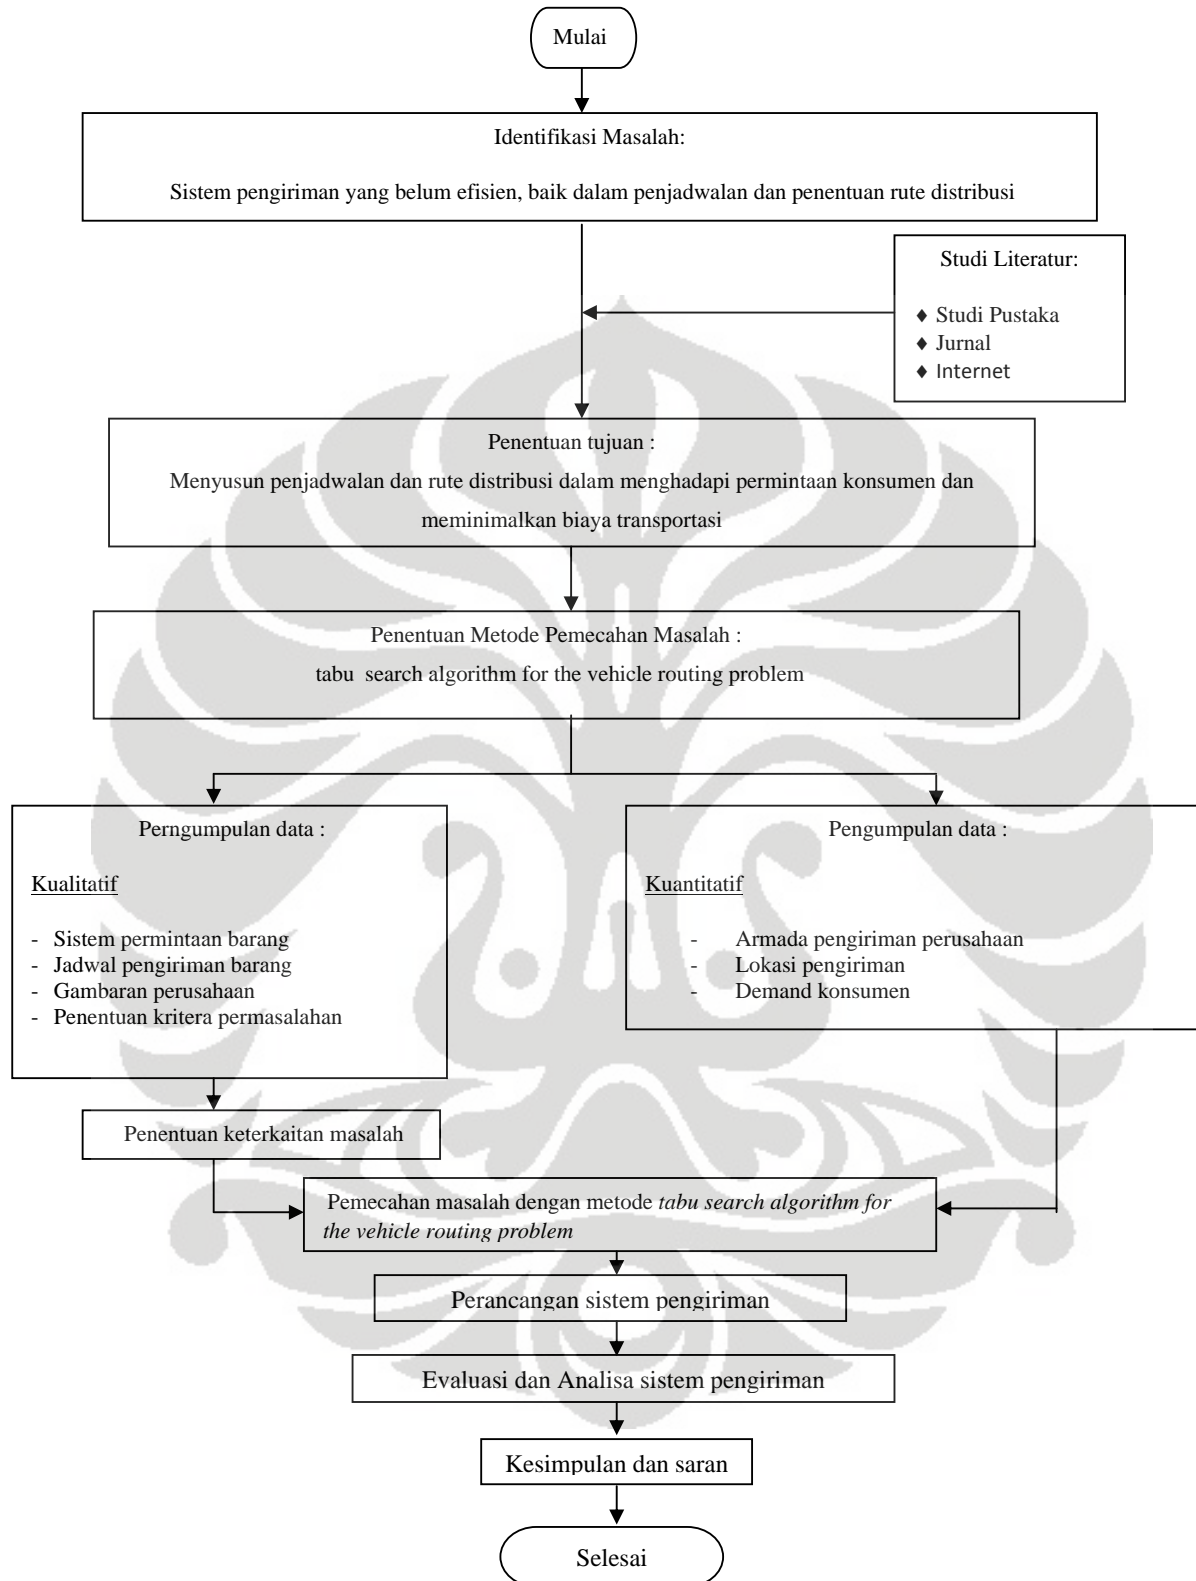 Mulai
Identifikasi Masalah:
Sistem pengiriman yang belum efisien, baik dalam penjadwalan dan penentuan rute distribusi
Studi Literatur:
♦ Studi Pustaka
♦ Jurnal
♦ Internet
Penentuan tujuan :
Menyusun penjadwalan dan rute distribusi dalam menghadapi permintaan konsumen dan
meminimalkan biaya transportasi
Penentuan Metode Pemecahan Masalah :
tabu search algorithm for the vehicle routing problem
Perngumpulan data :
Kualitatif
- Sistem permintaan barang
- Jadwal pengiriman barang
- Gambaran perusahaan
- Penentuan kritera permasalahan
Pengumpulan data :
Kuantitatif
- Armada pengiriman perusahaan
- Lokasi pengiriman
- Demand konsumen
Penentuan keterkaitan masalah
Pemecahan masalah dengan metode tabu search algorithm for
the vehicle routing problem
Perancangan sistem pengiriman
Evaluasi dan Analisa sistem pengiriman
Kesimpulan dan saran
Selesai